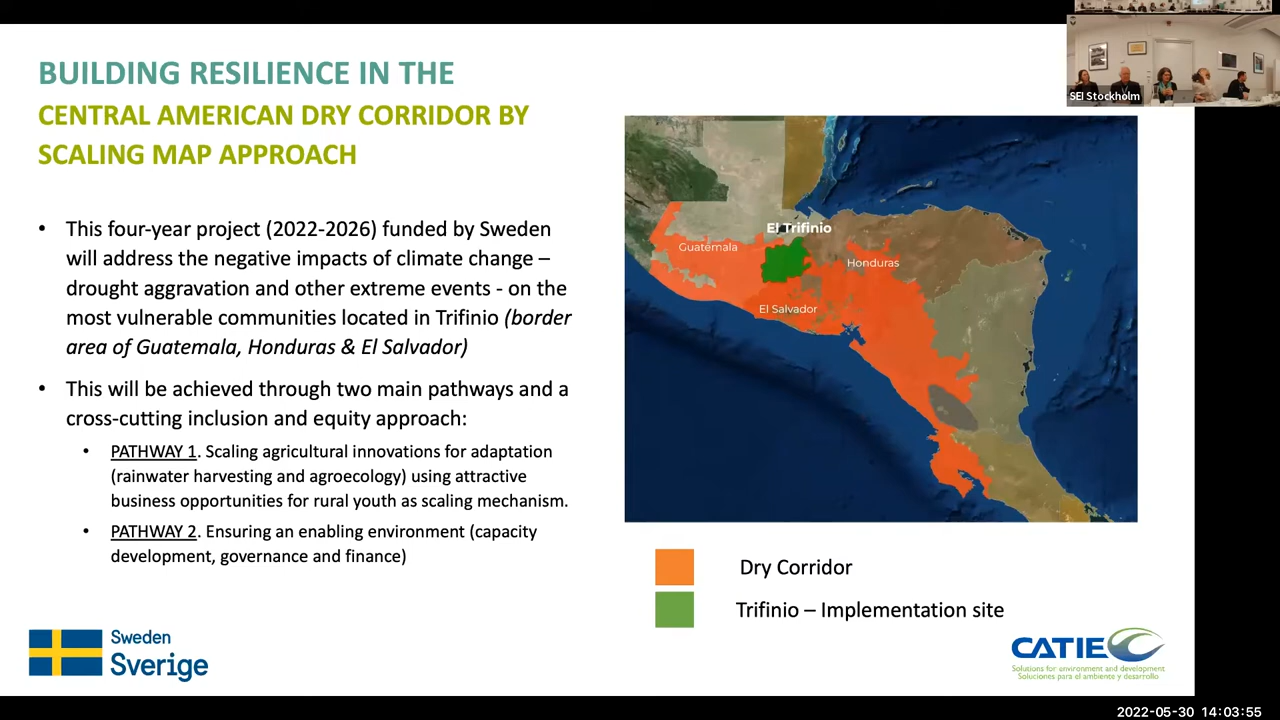 BUILDING RESILIENCE IN THE
CENTRAL AMERICAN DRY CORRIDOR BY
SCALING MAP APPROACH
SEI Stockholm
• This four-year project (2022-2026) funded by Sweden
will address the negative impacts of climate change –
drought aggravation and other extreme events - on the
most vulnerable communities located in Trifinio (border
area of Guatemala, Honduras & El Salvador)
• This will be achieved through two main pathways and a
cross-cutting inclusion and equity approach:
• PATHWAY 1. Scaling agricultural innovations for adaptation
(rainwater harvesting and agroecology) using attractive
business opportunities for rural youth as scaling mechanism.
• PATHWAY 2. Ensuring an enabling environment (capacity
development, governance and finance)
El Trifinio
Guatemala
Honduras
El Salvador
Dry Corridor
Trifinio – Implementation site
Sweden
Sverige
CATIE
Solutions for environment and development
Soluciones para el ambiente y desarrollo
2022-05-30 14:03:55